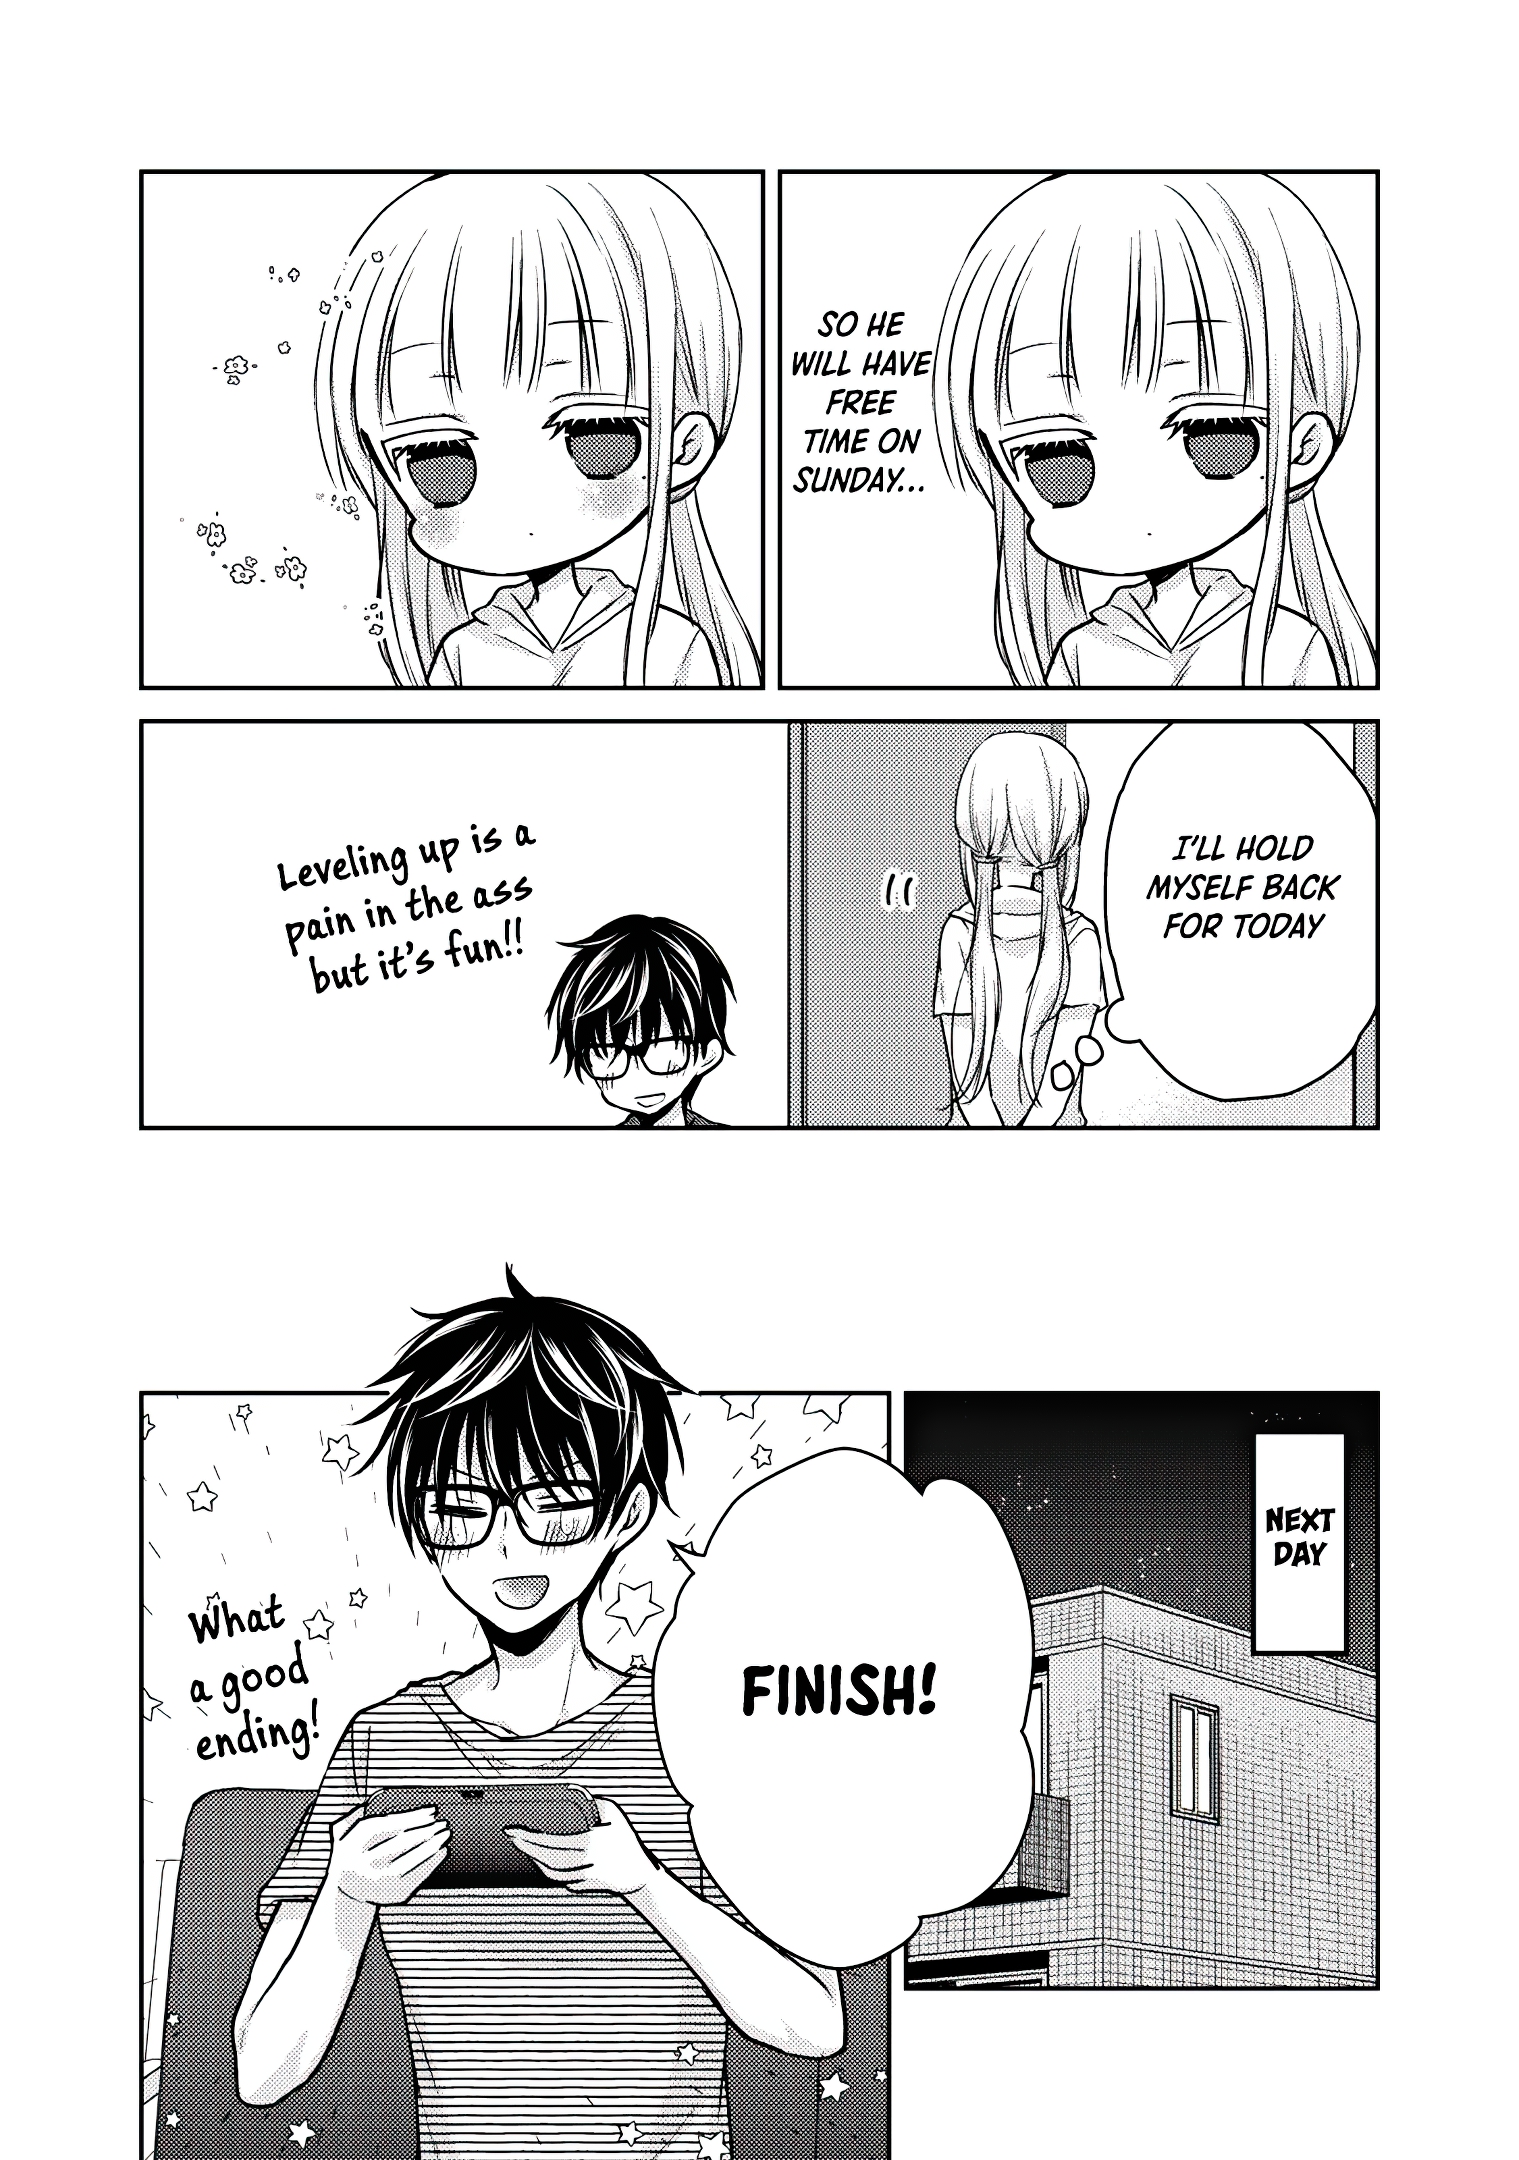 SO HE
WILL HAVE
FREE
TIME ON
SUNDAY...
I'LL HOLD
MYSELF BACK
FOR TODAY
Leveling up is a
pain in the ass
but it's fun!!
NEXT
DAY
FINISH!
What
a good
ending!